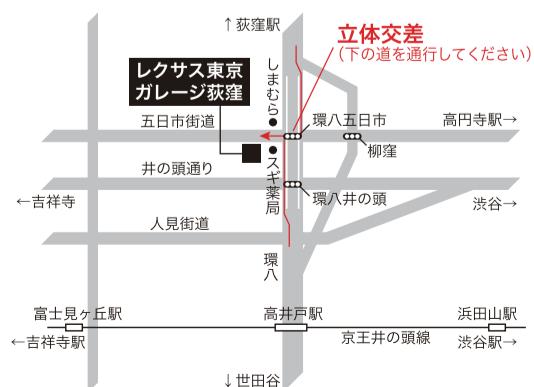 ↑荻窪駅
立体交差
(下の道を通行してください)
レクサス東京
ガレージ荻窪
しまむら
五日市街道
環八五日市
高円寺駅→
柳窪
井の頭通り
スギ薬局
←吉祥寺
環八井の頭
渋谷→
人見街道
環八
富士見ヶ丘駅
高井戸駅
浜田山駅
←吉祥寺駅
京王井の頭線
渋谷駅→
↓世田谷